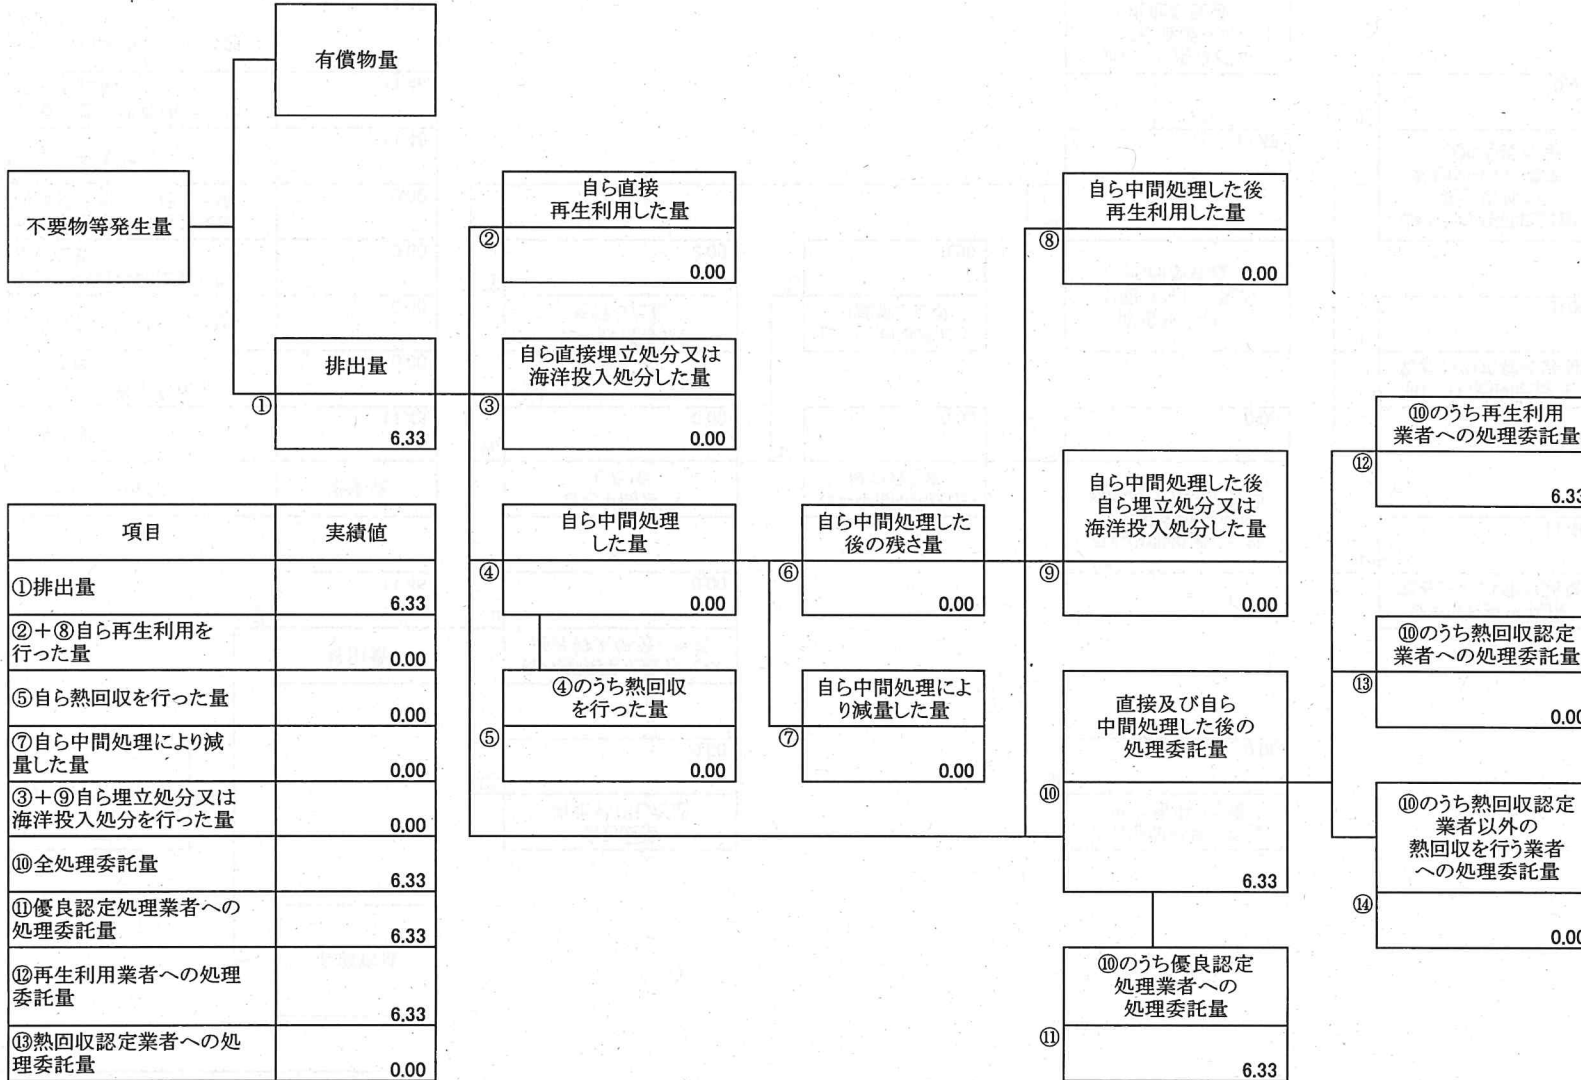 有償物量
不要物等発生量
排出量
①
6.33
自ら直接
再生利用した量
②
0.00
自ら直接埋立処分又は
海洋投入処分した量
③
0.00
自ら中間処理
した量
④
0.00
④のうち熱回収
を行った量
⑤
0.00
自ら中間処理した
後の残さ量
⑥
0.00
自ら中間処理によ
り減量した量
⑦
0.00
自ら中間処理した後
再生利用した量
⑧
0.00
自ら中間処理した後
自ら埋立処分又は
海洋投入処分した量
⑨
0.00
直接及び自ら
中間処理した後の
処理委託量
⑩
6.33
⑩のうち優良認定
処理業者への
処理委託量
⑪
6.33
⑩のうち再生利用
業者への処理委託量
⑫
6.33
⑩のうち熱回収認定
業者への処理委託量
⑬
0.00
⑩のうち熱回収認定
業者以外の
熱回収を行う業者
への処理委託量
⑭
0.00
項目 実績値
①排出量
6.33
②+⑧自ら再生利用を
行った量
0.00
⑤自ら熱回収を行った量
0.00
⑦自ら中間処理により減
量した量
0.00
③+⑨自ら埋立処分又は
海洋投入処分を行った量
0.00
⑩全処理委託量
6.33
⑪優良認定処理業者への
処理委託量
6.33
⑫再生利用業者への処理
委託量
6.33
⑬熱回収認定業者への処
理委託量
0.00